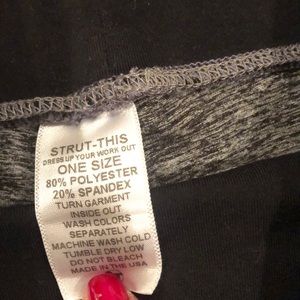 STRUT-THIS
DRESS UP YOUR WORK OUT
ONE SIZE
80% POLYESTER
20% SPANDEX
TURN GARMENT
INSIDE OUT
WASH COLORS
SEPARATELY
MACHINE WASH COLD
TUMBLE DRY LOW
DO NOT BLEACH
MADE IN THE USA